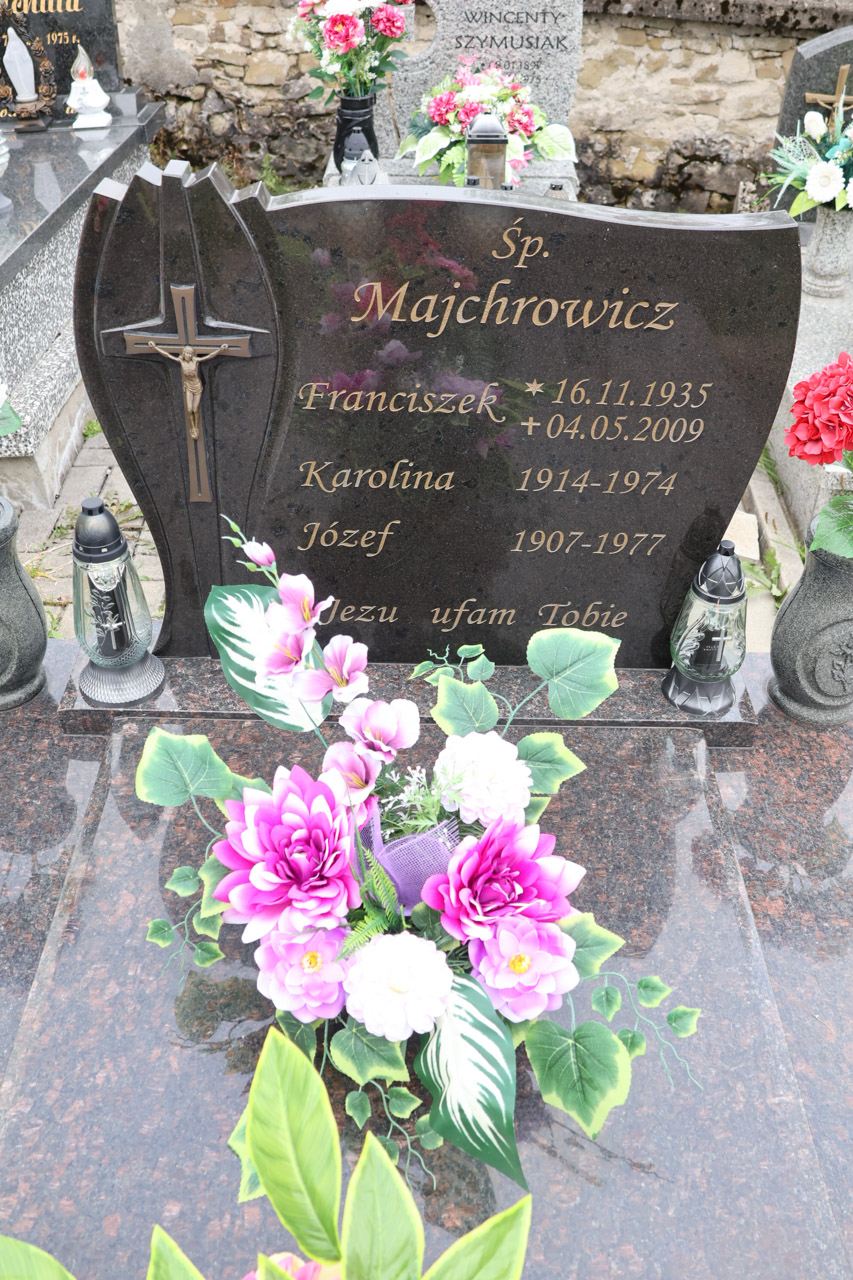 1975 r.
WINCENTY
SZYMUSIAK
Śp.
Majchrowicz
Franciszek * 16.11.1935
+ 04.05.2009
Karolina 1914-1974
Józef 1907-1977
Jezu ufam Tobie